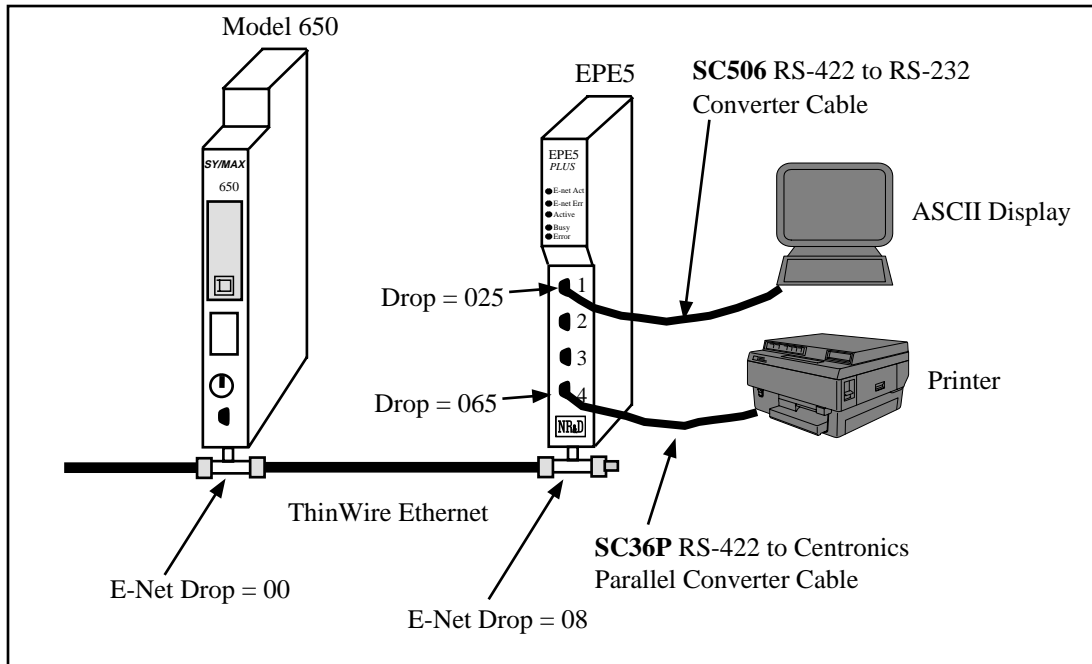 Model 650
EPE5
SC506 RS-422 to RS-232
Converter Cable
SY/MAX
650
EPE5
PLUS
E-net Act
E-net Err
Active
Busy
Error
ASCII Display
Drop = 025
1
2
3
4
Drop = 065
Printer
NR&D
ThinWire Ethernet
SC36P RS-422 to Centronics
Parallel Converter Cable
E-Net Drop = 00
E-Net Drop = 08